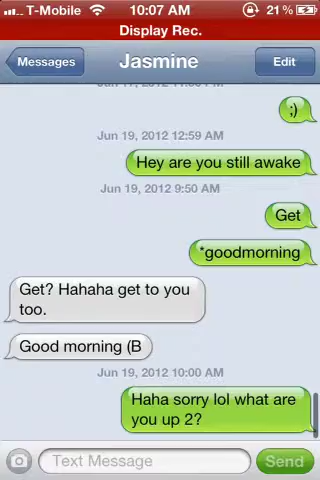 T-Mobile 10:07 AM 21%
Display Rec.
Messages Jasmine Edit
;)
Jun 19, 2012 12:59 AM
Hey are you still awake
Jun 19, 2012 9:50 AM
Get
*goodmorning
Get? Hahaha get to you
too.
Good morning (B
Jun 19, 2012 10:00 AM
Haha sorry lol what are
you up 2?
Text Message Send